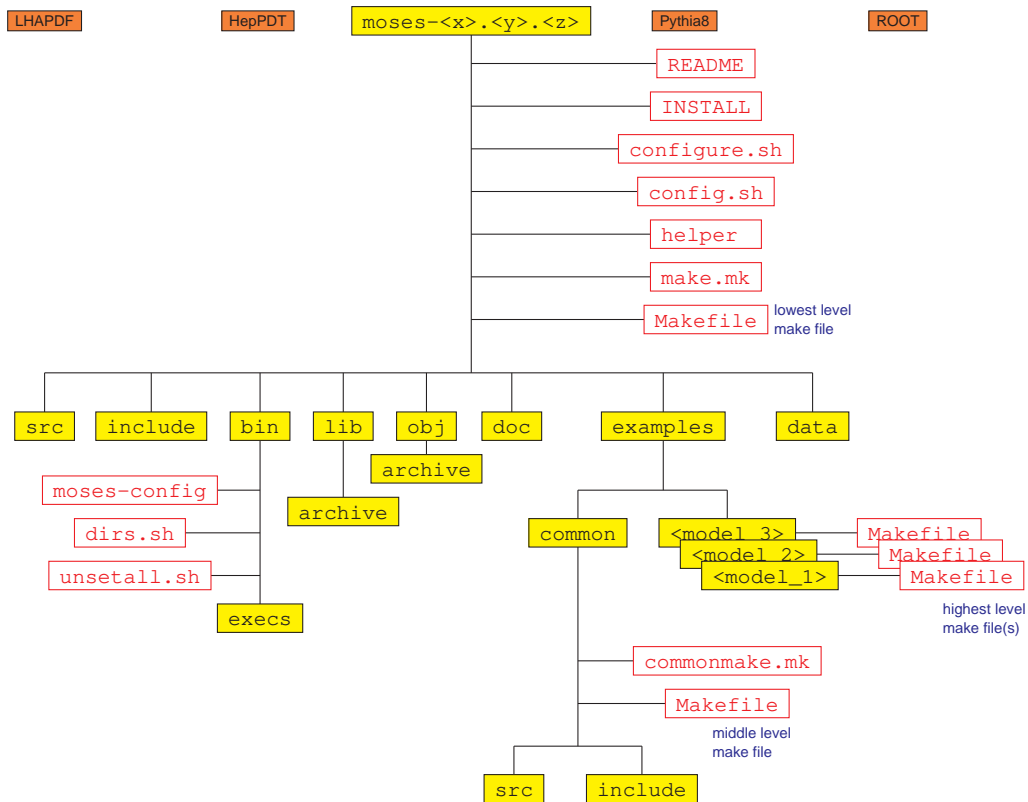 LHAPDF
HepPDT
moses-<x>.<y>.<z>
Pythia8
ROOT
README
INSTALL
configure.sh
config.sh
helper
make.mk
Makefile
lowest level
make file
src
include
bin
lib
obj
doc
examples
data
archive
moses-config
archive
dirs.sh
common
<model_3>
Makefile
<model_2>
Makefile
unsetall.sh
<model_1>
Makefile
execs
highest level
make file(s)
commonmake.mk
Makefile
middle level
make file
src
include